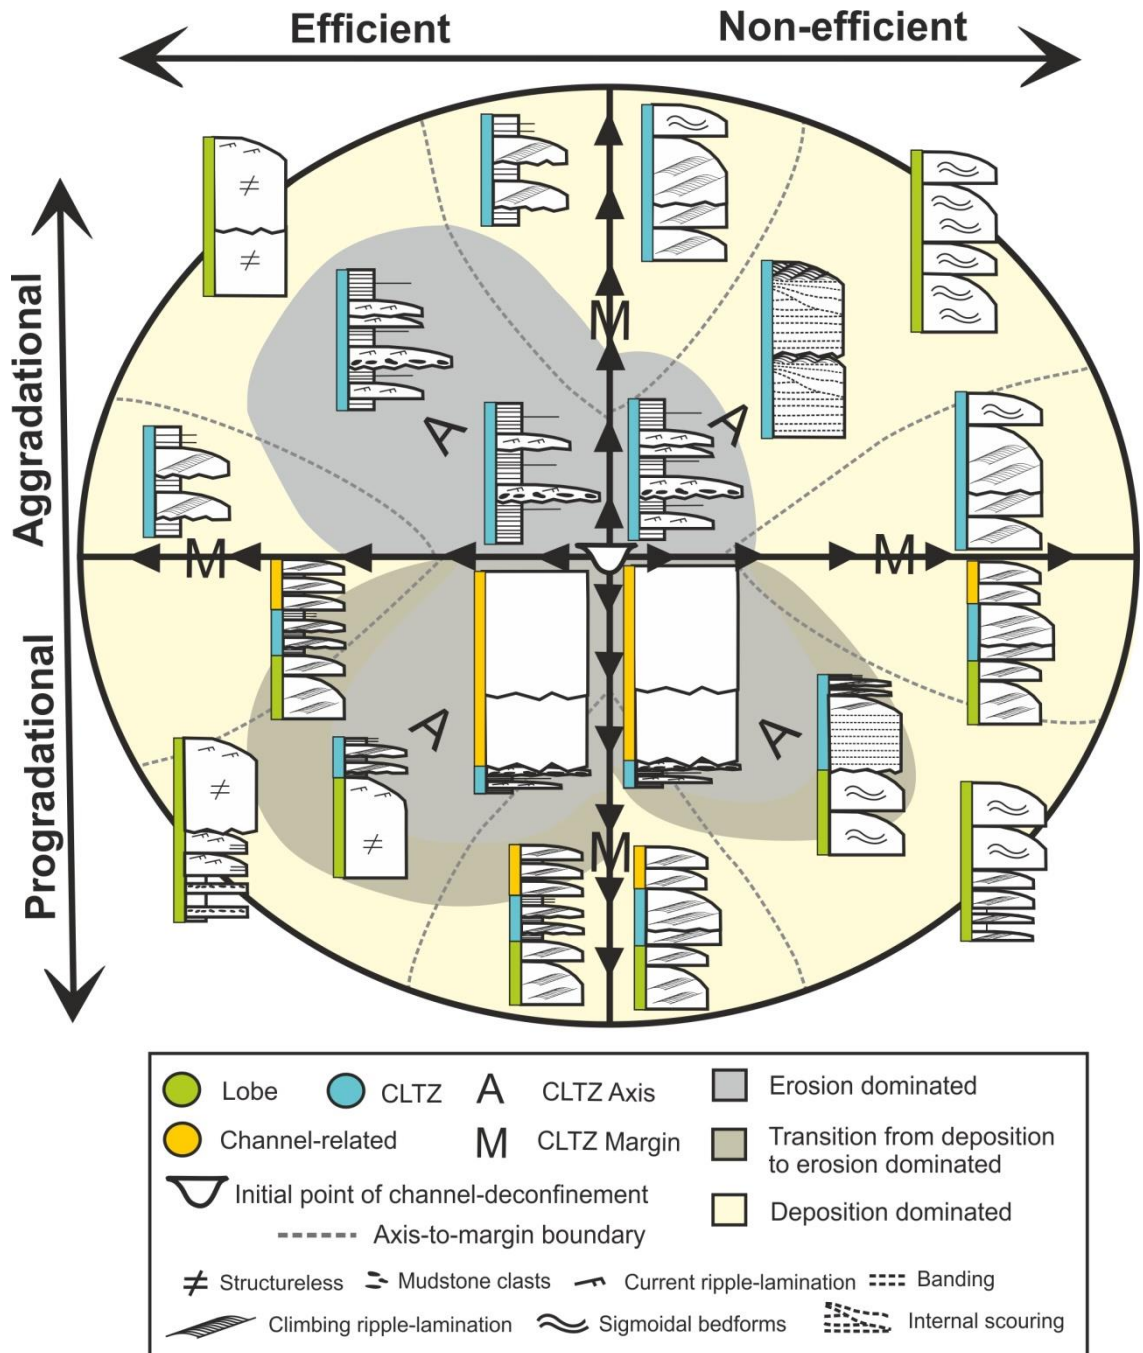 Efficient
Non-efficient
Aggradational
Progradational
M
A
A
M
M
A
A
M
Lobe
CLTZ
A
CLTZ Axis
Erosion dominated
Channel-related
M
CLTZ Margin
Transition from deposition
to erosion dominated
Initial point of channel-deconfinement
Deposition dominated
Axis-to-margin boundary
Structureless
Mudstone clasts
Current ripple-lamination
Banding
Climbing ripple-lamination
Sigmoidal bedforms
Internal scouring